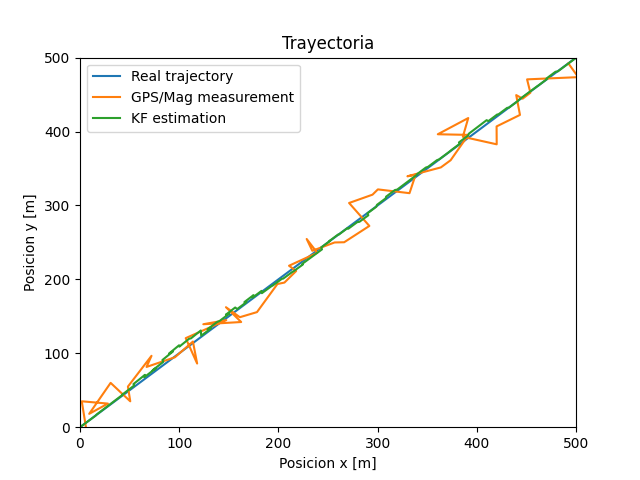 Trayectoria
Real trajectory
GPS/Mag measurement
KF estimation
500
400
300
200
100
0
Posicion y [m]
0 100 200 300 400 500
Posicion x [m]